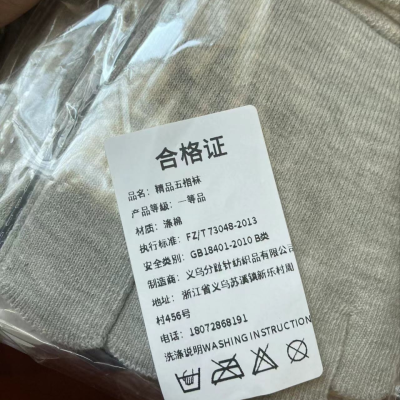 合格证
品名：精品五指袜
产品等级：一等品
材质：涤棉
执行标准：FZ/T 73048-2013
安全类别：GB18401-2010 B类
制造商：义乌分丝针纺织品有限公司
地址：浙江省义乌苏溪镇新乐村周
村456号
电话：18072868191
洗涤说明WASHING INSTRUCTION